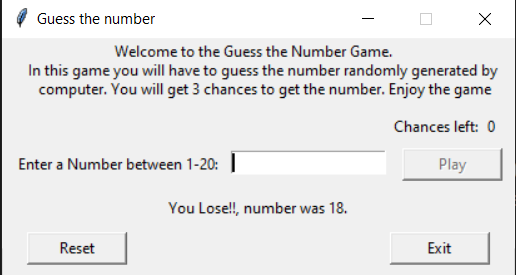 Guess the number
Welcome to the Guess the Number Game.
In this game you will have to guess the number randomly generated by
computer. You will get 3 chances to get the number. Enjoy the game
Chances left: 0
Enter a Number between 1-20:
Play
You Lose!!, number was 18.
Reset
Exit